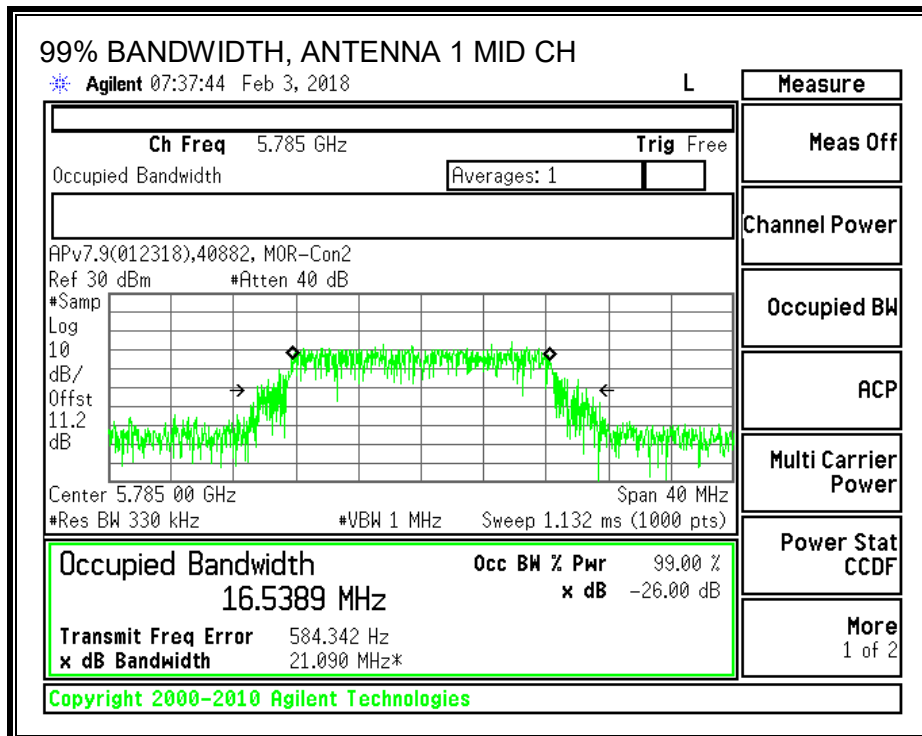 99% BANDWIDTH, ANTENNA 1 MID CH
Agilent 07:37:44 Feb 3, 2018 L
Measure
Ch Freq 5.785 GHz Trig Free
Meas Off
Occupied Bandwidth Averages: 1
Channel Power
APv7.9(012318),40882, MOR-Con2
Ref 30 dBm #Atten 40 dB
#Samp
Log
10
dB/
Offst
11.2
dB
Occupied BW
ACP
Center 5.785 00 GHz Span 40 MHz
#Res BW 330 kHz #VBW 1 MHz Sweep 1.132 ms (1000 pts)
Multi Carrier
Power
Occupied Bandwidth Occ BW % Pwr 99.00 %
16.5389 MHz x dB -26.00 dB
Transmit Freq Error 584.342 Hz
x dB Bandwidth 21.090 MHz*
Power Stat
CCDF
More
1 of 2
Copyright 2000-2010 Agilent Technologies